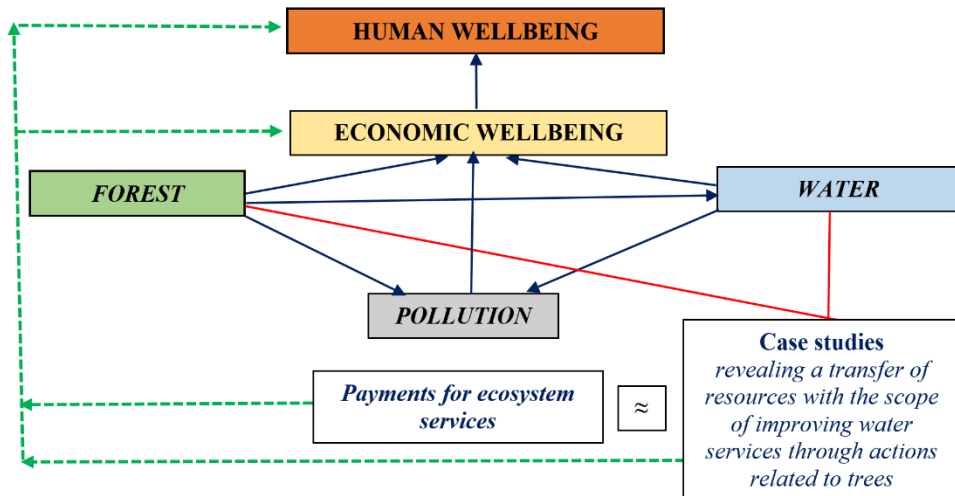 HUMAN WELLBEING
ECONOMIC WELLBEING
FOREST
WATER
POLLUTION
Payments for ecosystem
services
≈
Case studies
revealing a transfer of
resources with the scope
of improving water
services through actions
related to trees